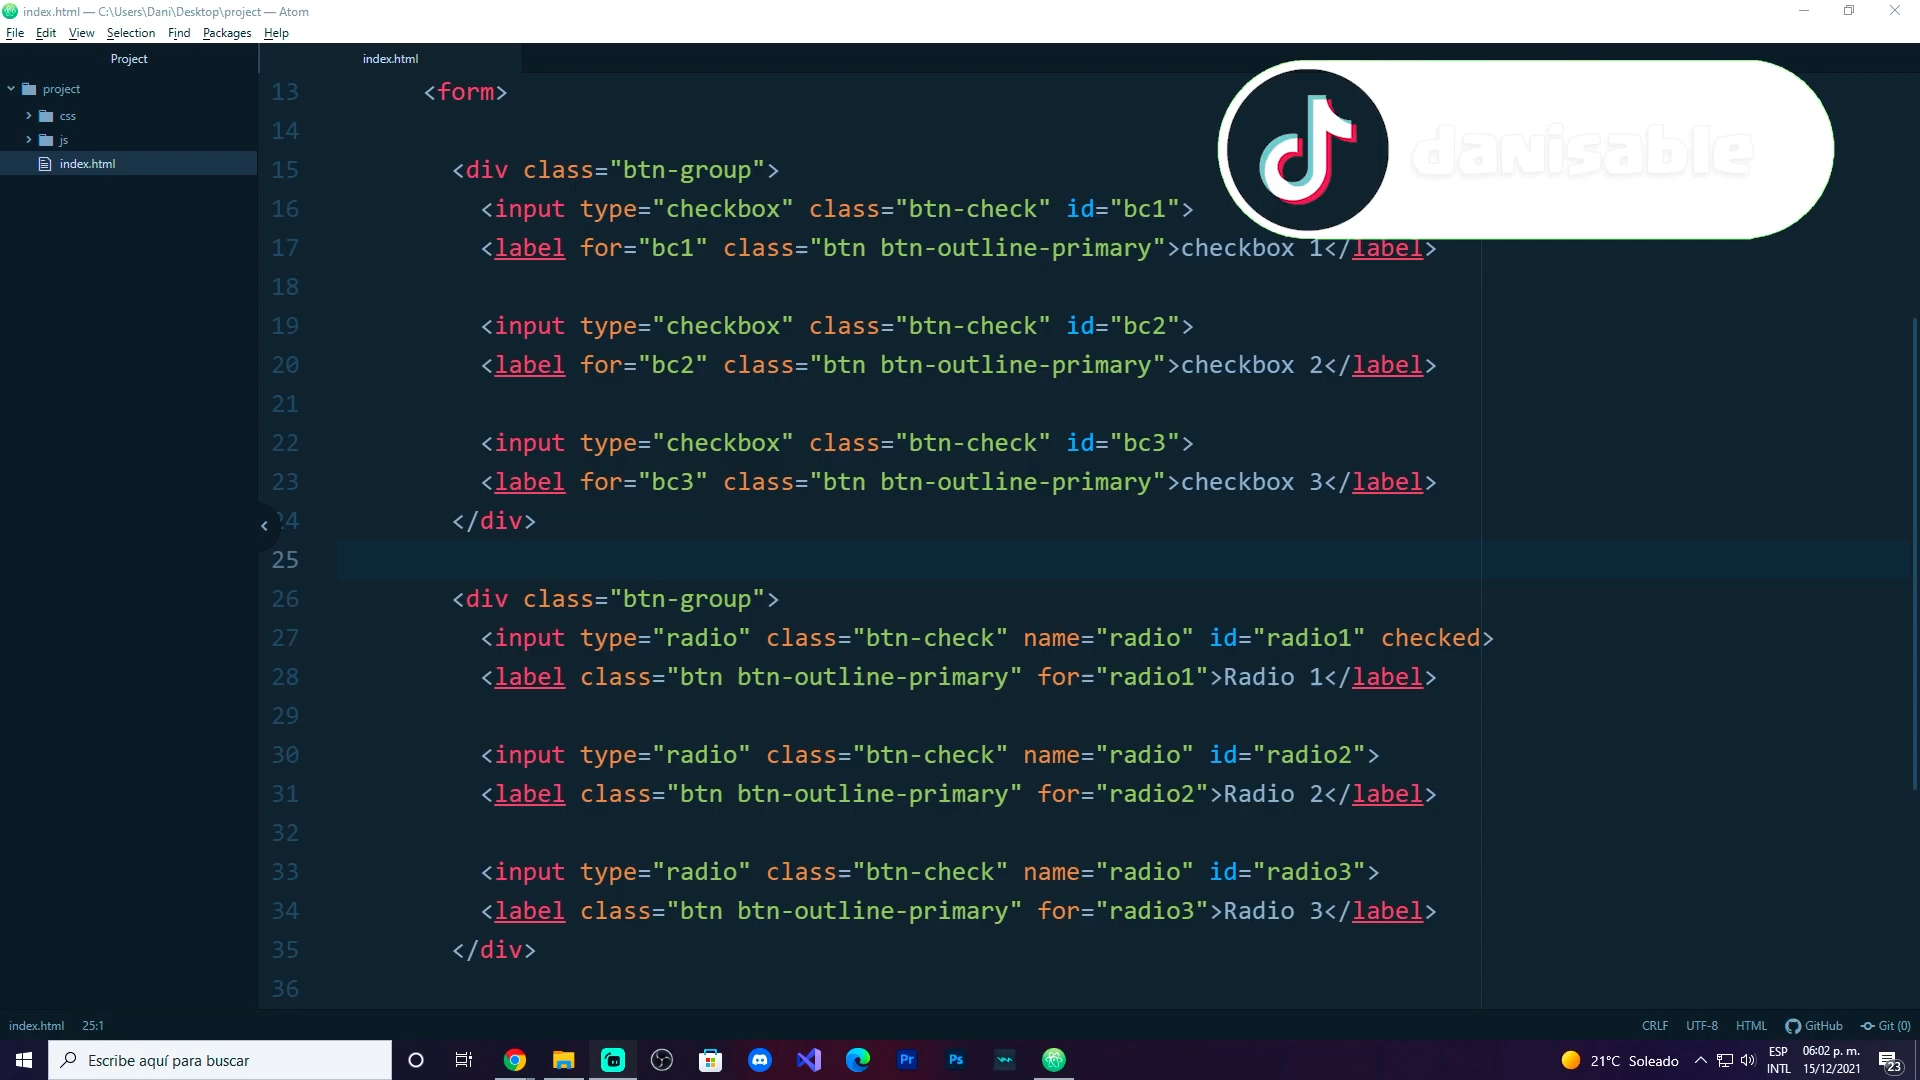 index.html — C:\Users\Dani\Desktop\project — Atom
File Edit View Selection Find Packages Help
Project
index.html
project
css
js
index.html
danisable
13 <form>
14
15 <div class="btn-group">
16 <input type="checkbox" class="btn-check" id="bc1">
17 <label for="bc1" class="btn btn-outline-primary">checkbox 1</label>
18
19 <input type="checkbox" class="btn-check" id="bc2">
20 <label for="bc2" class="btn btn-outline-primary">checkbox 2</label>
21
22 <input type="checkbox" class="btn-check" id="bc3">
23 <label for="bc3" class="btn btn-outline-primary">checkbox 3</label>
24 </div>
25
26 <div class="btn-group">
27 <input type="radio" class="btn-check" name="radio" id="radio1" checked>
28 <label class="btn btn-outline-primary" for="radio1">Radio 1</label>
29
30 <input type="radio" class="btn-check" name="radio" id="radio2">
31 <label class="btn btn-outline-primary" for="radio2">Radio 2</label>
32
33 <input type="radio" class="btn-check" name="radio" id="radio3">
34 <label class="btn btn-outline-primary" for="radio3">Radio 3</label>
35 </div>
36
index.html 25:1
CRLF UTF-8 HTML GitHub Git (0)
Escribe aquí para buscar
Pr
Ps
21°C Soleado
ESP
INTL
06:02 p. m.
15/12/2021
23